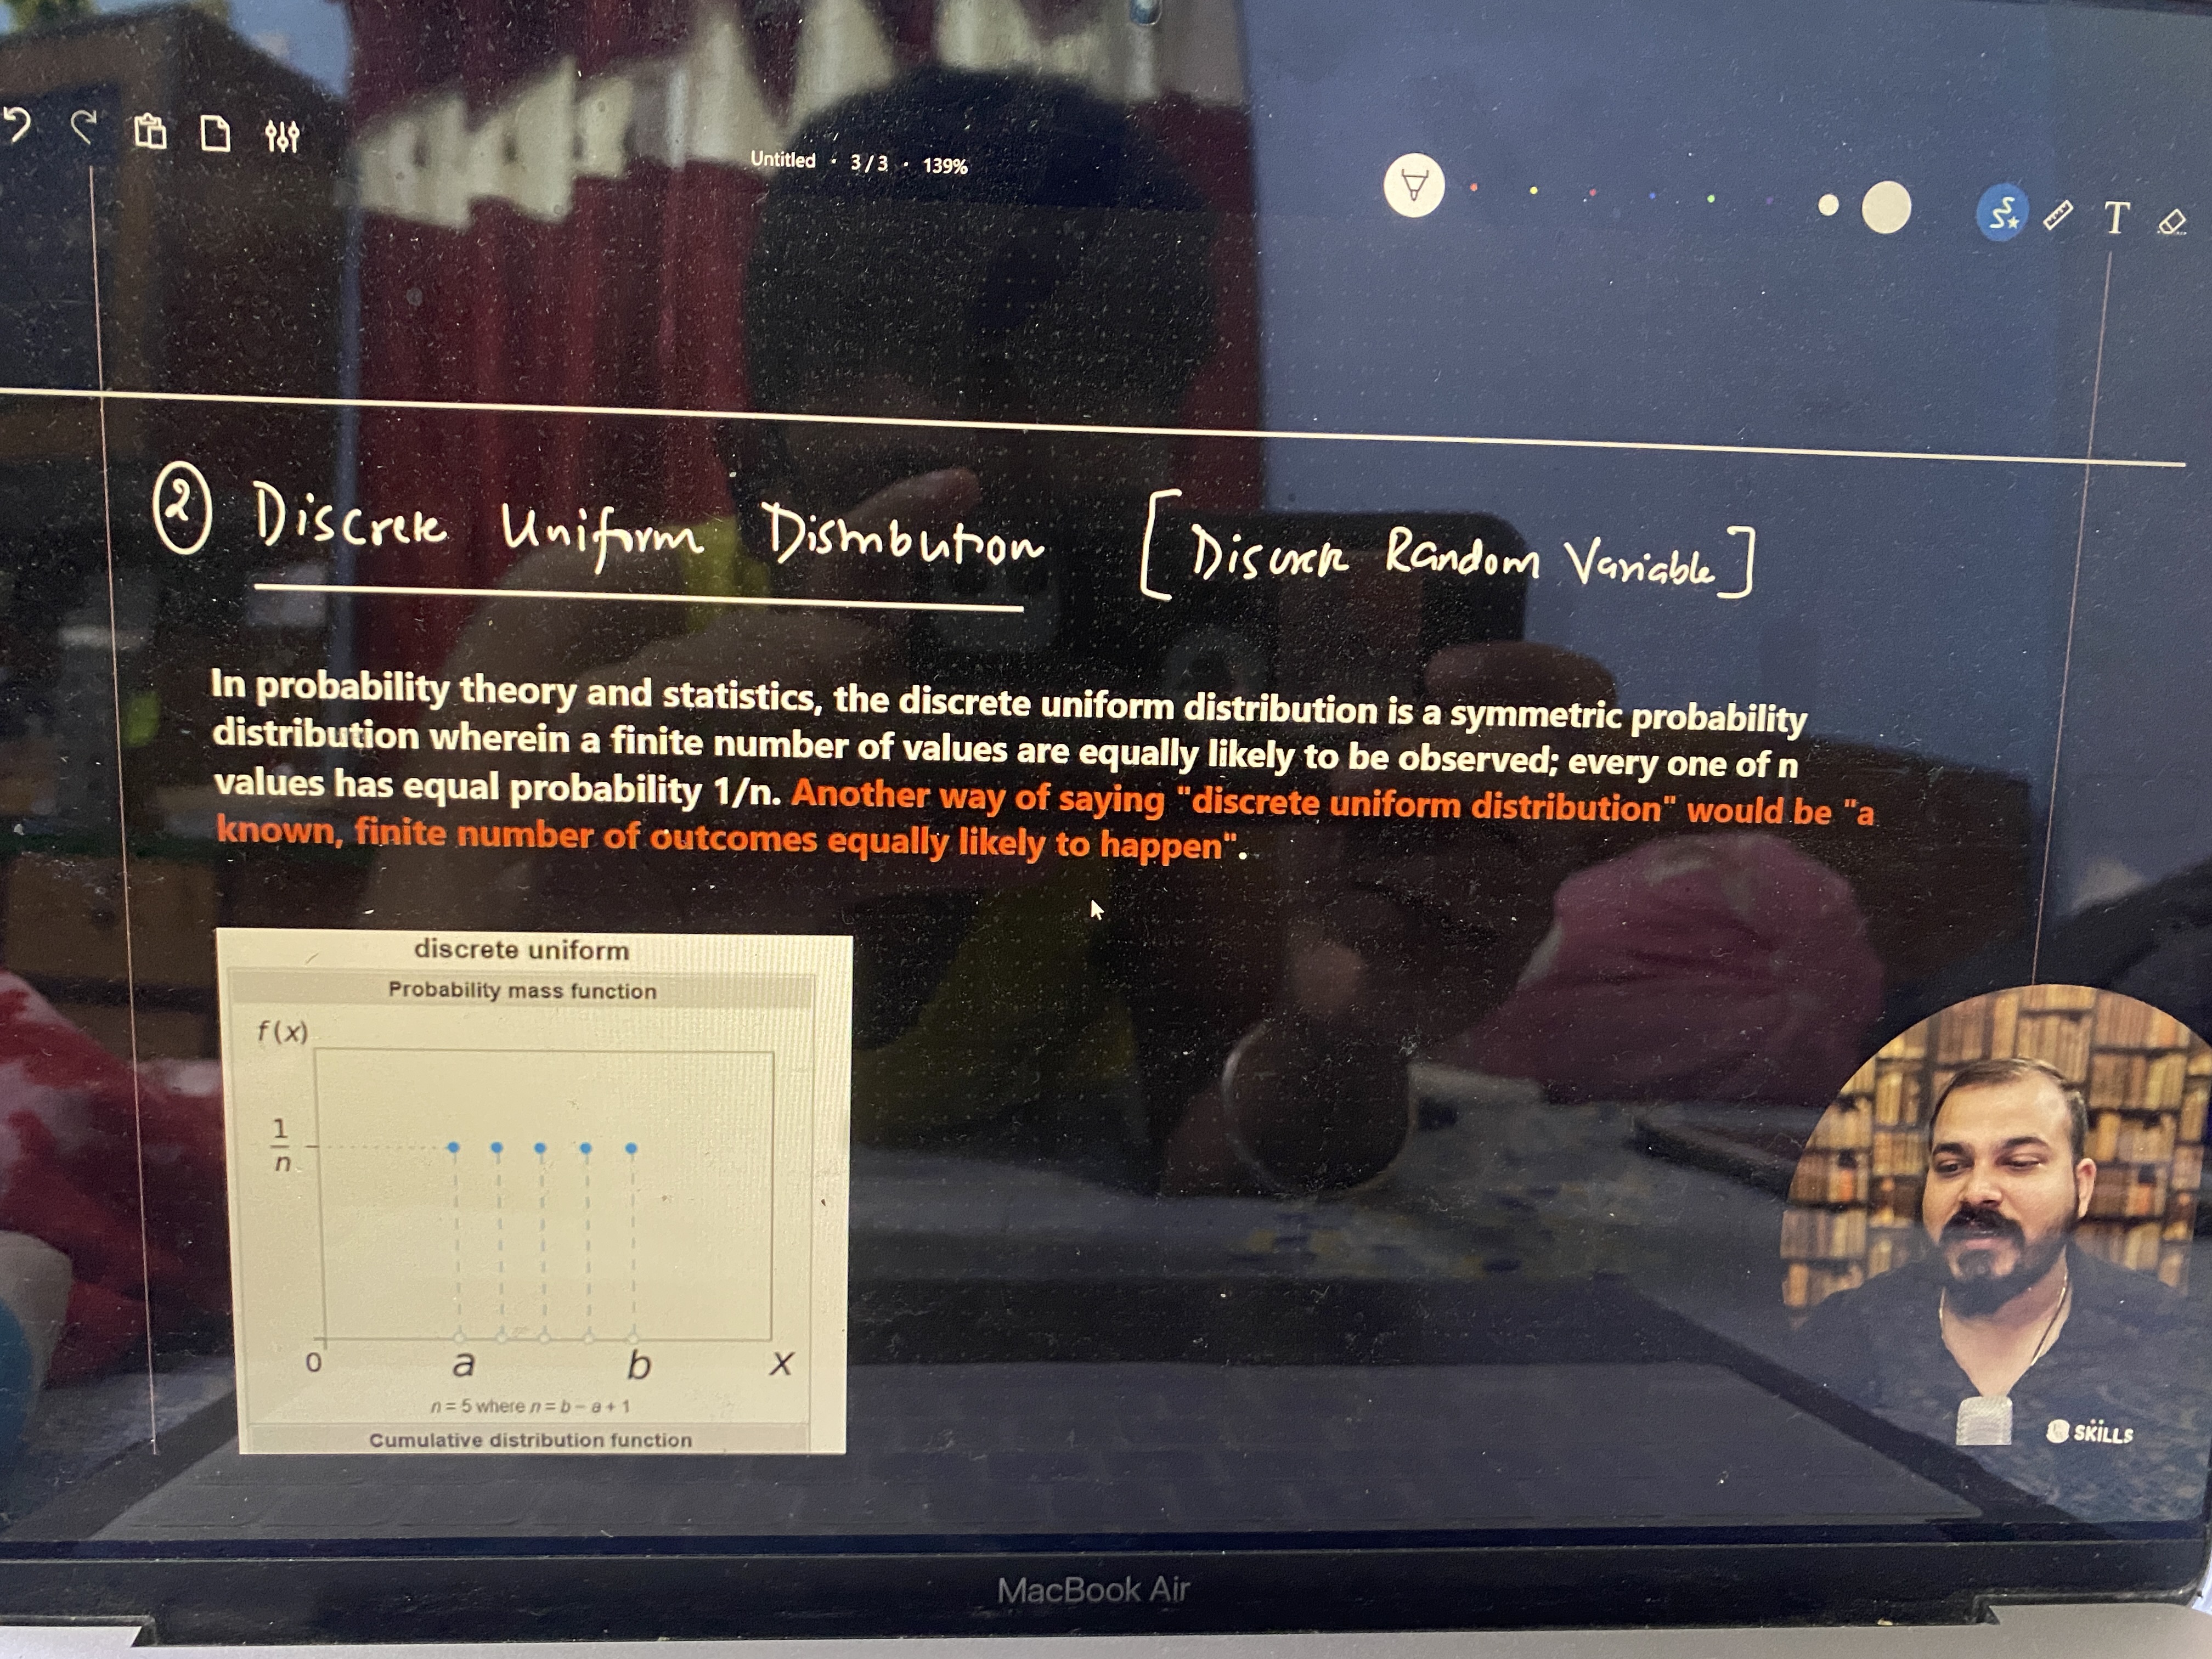 Untitled · 3 / 3 · 139%
T
② Discrete Uniform Distribution [Discrete Random Variable]
In probability theory and statistics, the discrete uniform distribution is a symmetric probability
distribution wherein a finite number of values are equally likely to be observed; every one of n
values has equal probability 1/n. Another way of saying "discrete uniform distribution" would be "a
known, finite number of outcomes equally likely to happen".
discrete uniform
Probability mass function
f(x)
1/n
0 a b x
n = 5 where n = b − a + 1
Cumulative distribution function
SKILLS
MacBook Air